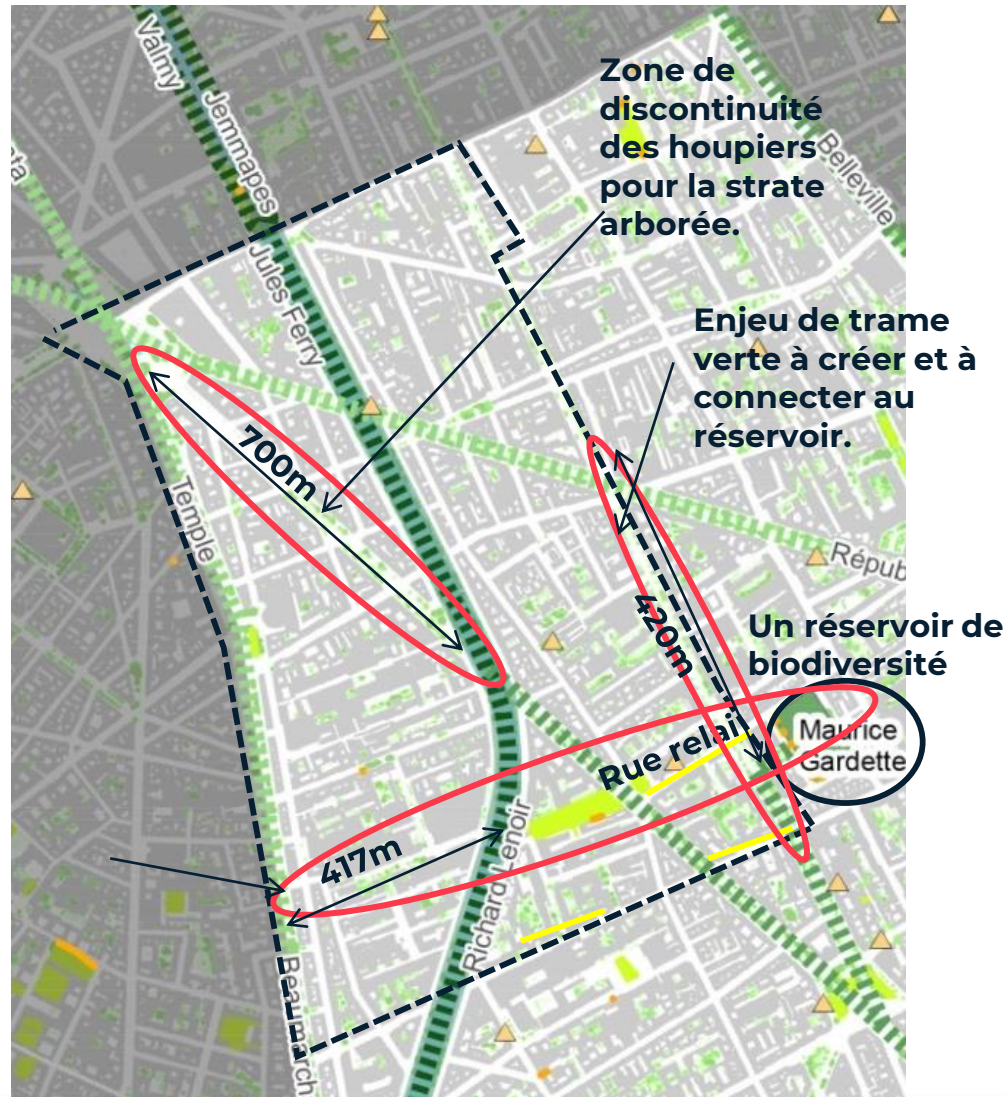 Valmy
Jemmapes
Zone de
discontinuité
des houpiers
pour la strate
arborée.
Belleville
ta
Jules Ferry
Enjeu de trame
verte à créer et à
connecter au
réservoir.
700m
Temple
Répub
420m
Un réservoir de
biodiversité
Maurice
Gardette
Rue relai
417m
Richard Lenoir
Beaumarch